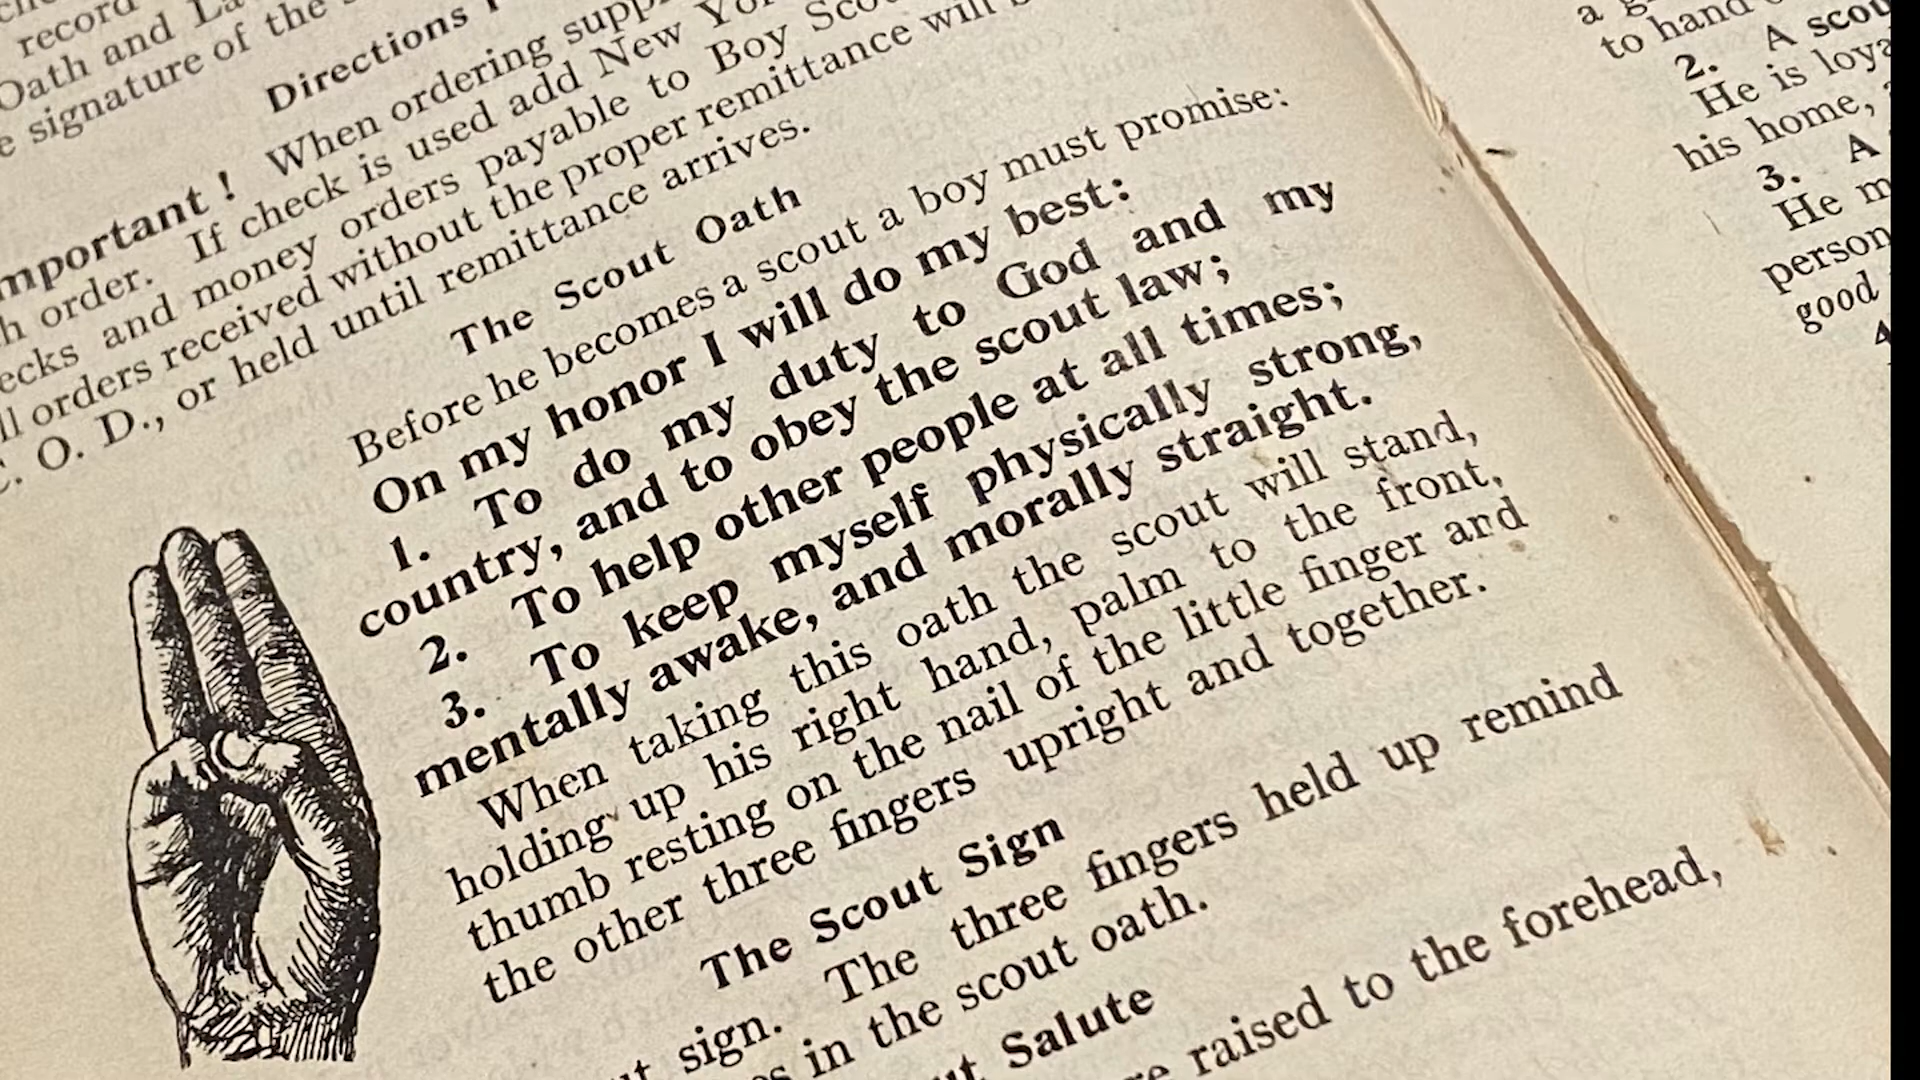 record
Oath and
e signature of the
Directions
mportant! When ordering
h order. If check is used add New
ecks and money orders payable to Boy
ll orders received without the proper remittance will
C. O. D., or held until remittance arrives.
The Scout Oath
Before he becomes a scout a boy must promise:
On my honor I will do my best:
1. To do my duty to God and my
country, and to obey the scout law;
2. To help other people at all times;
3. To keep myself physically strong,
mentally awake, and morally straight.
When taking this oath the scout will stand,
holding up his right hand, palm to the front,
thumb resting on the nail of the little finger and
the other three fingers upright and together.
The Scout Sign
sign. The three fingers held up remind
in the scout oath.
Salute
raised to the forehead,
a
to hand
2. A scou
He is loya
his home,
3. A
He m
person
good
4